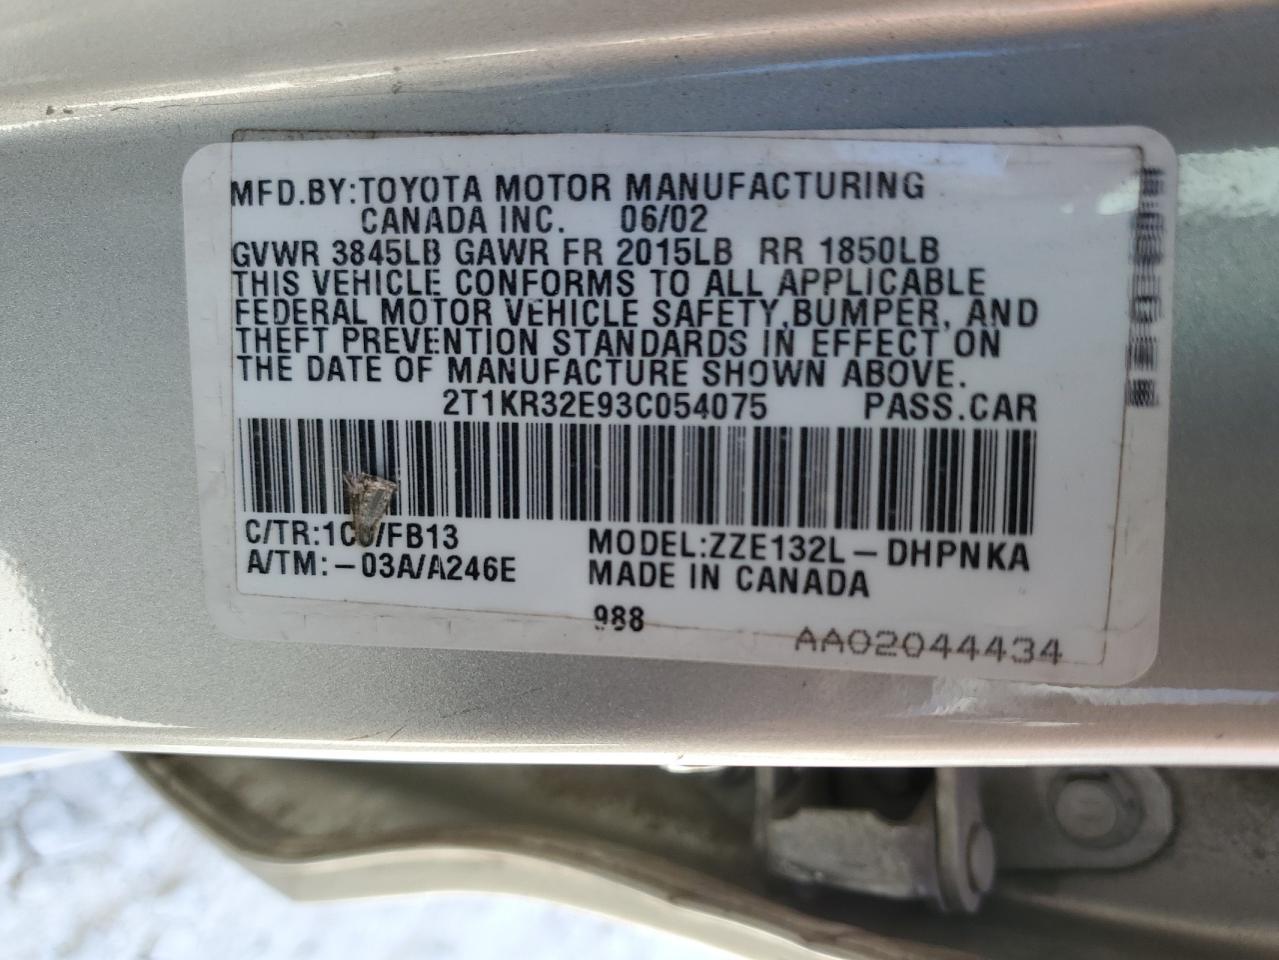 MFD.BY:TOYOTA MOTOR MANUFACTURING
CANADA INC. 06/02
GVWR 3845LB GAWR FR 2015LB RR 1850LB
THIS VEHICLE CONFORMS TO ALL APPLICABLE
FEDERAL MOTOR VEHICLE SAFETY,BUMPER, AND
THEFT PREVENTION STANDARDS IN EFFECT ON
THE DATE OF MANUFACTURE SHOWN ABOVE.
2T1KR32E93C054075 PASS.CAR
C/TR: /FB13 MODEL:ZZE132L-DHPNKA
A/TM:-03A/A246E MADE IN CANADA
988
AA02044434